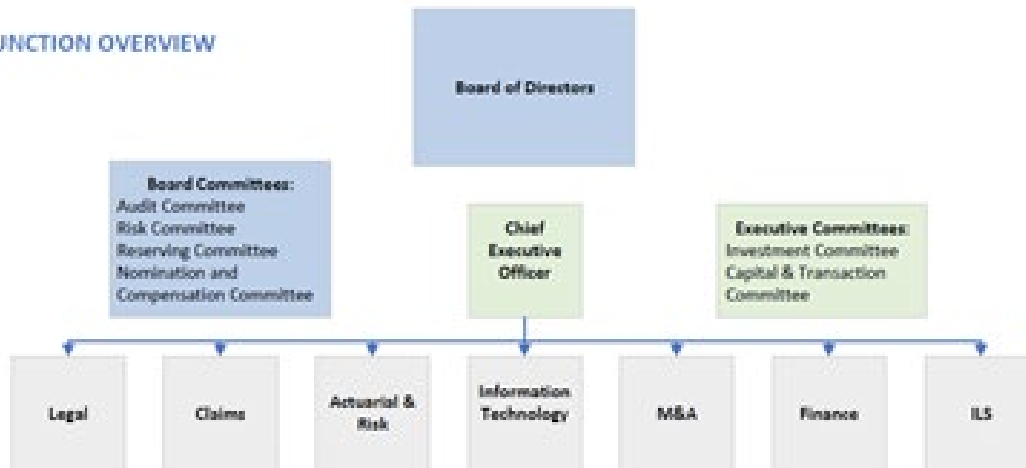 UNCTION OVERVIEW
Board of Directors
Board Committees:
Audit Committee
Risk Committee
Reserving Committee
Nomination and
Compensation Committee
Chief
Executive
Officer
Executive Committees:
Investment Committee
Capital & Transaction
Committee
Legal
Claims
Actuarial &
Risk
Information
Technology
M&A
Finance
ILS